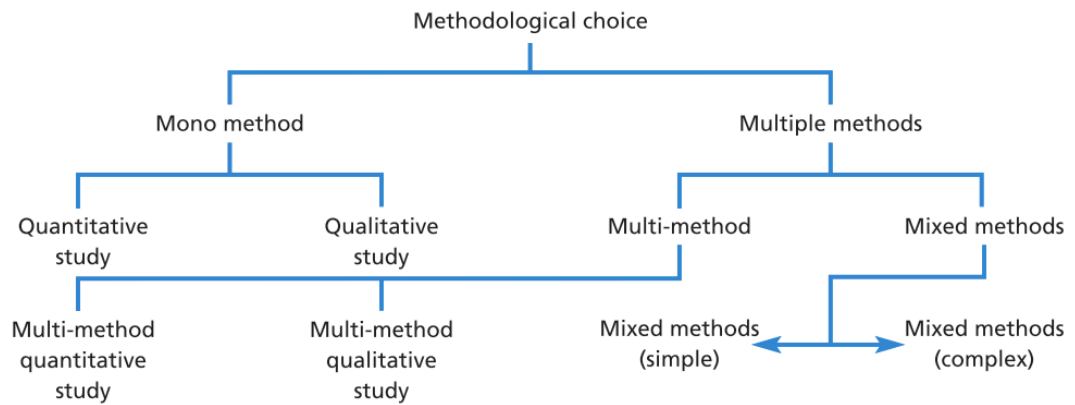 Methodological choice
Mono method
Multiple methods
Quantitative
study
Qualitative
study
Multi-method
Mixed methods
Multi-method
quantitative
study
Multi-method
qualitative
study
Mixed methods
(simple)
Mixed methods
(complex)